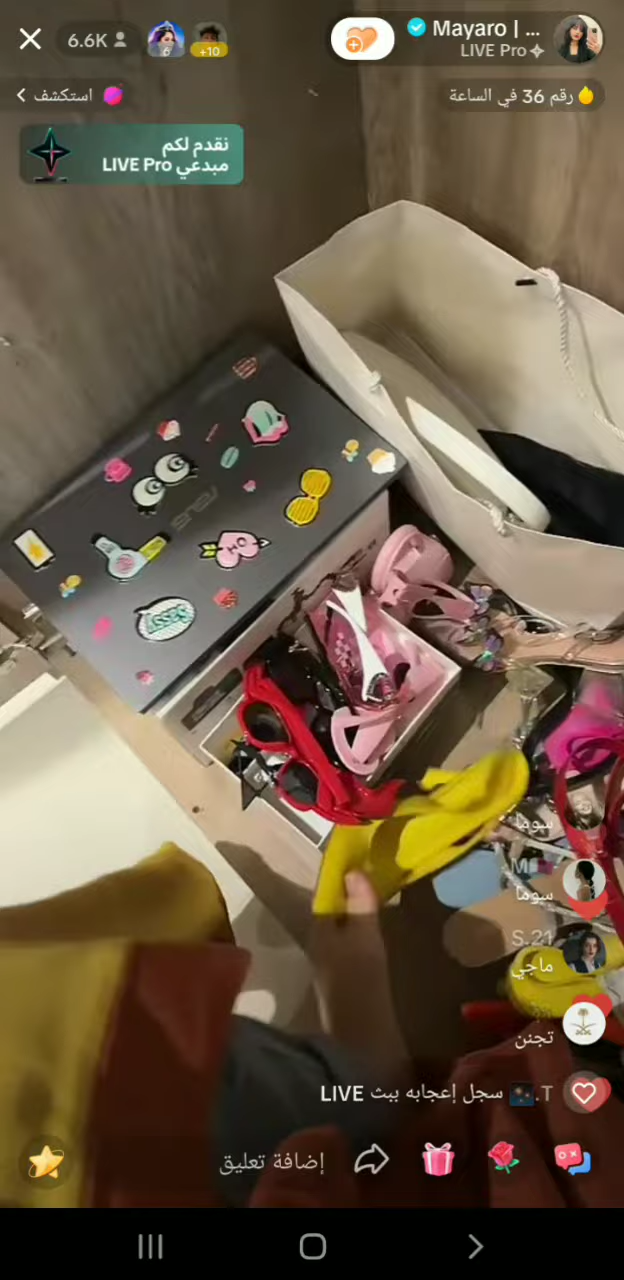 6.6K
+10
Mayaro | ...
LIVE Pro
استكشف
رقم 36 في الساعة
نقدم لكم
مبدعي LIVE Pro
سوما
سوما
S.21
ماجي
تجنن
T. سجل إعجابه ببث LIVE
إضافة تعليق